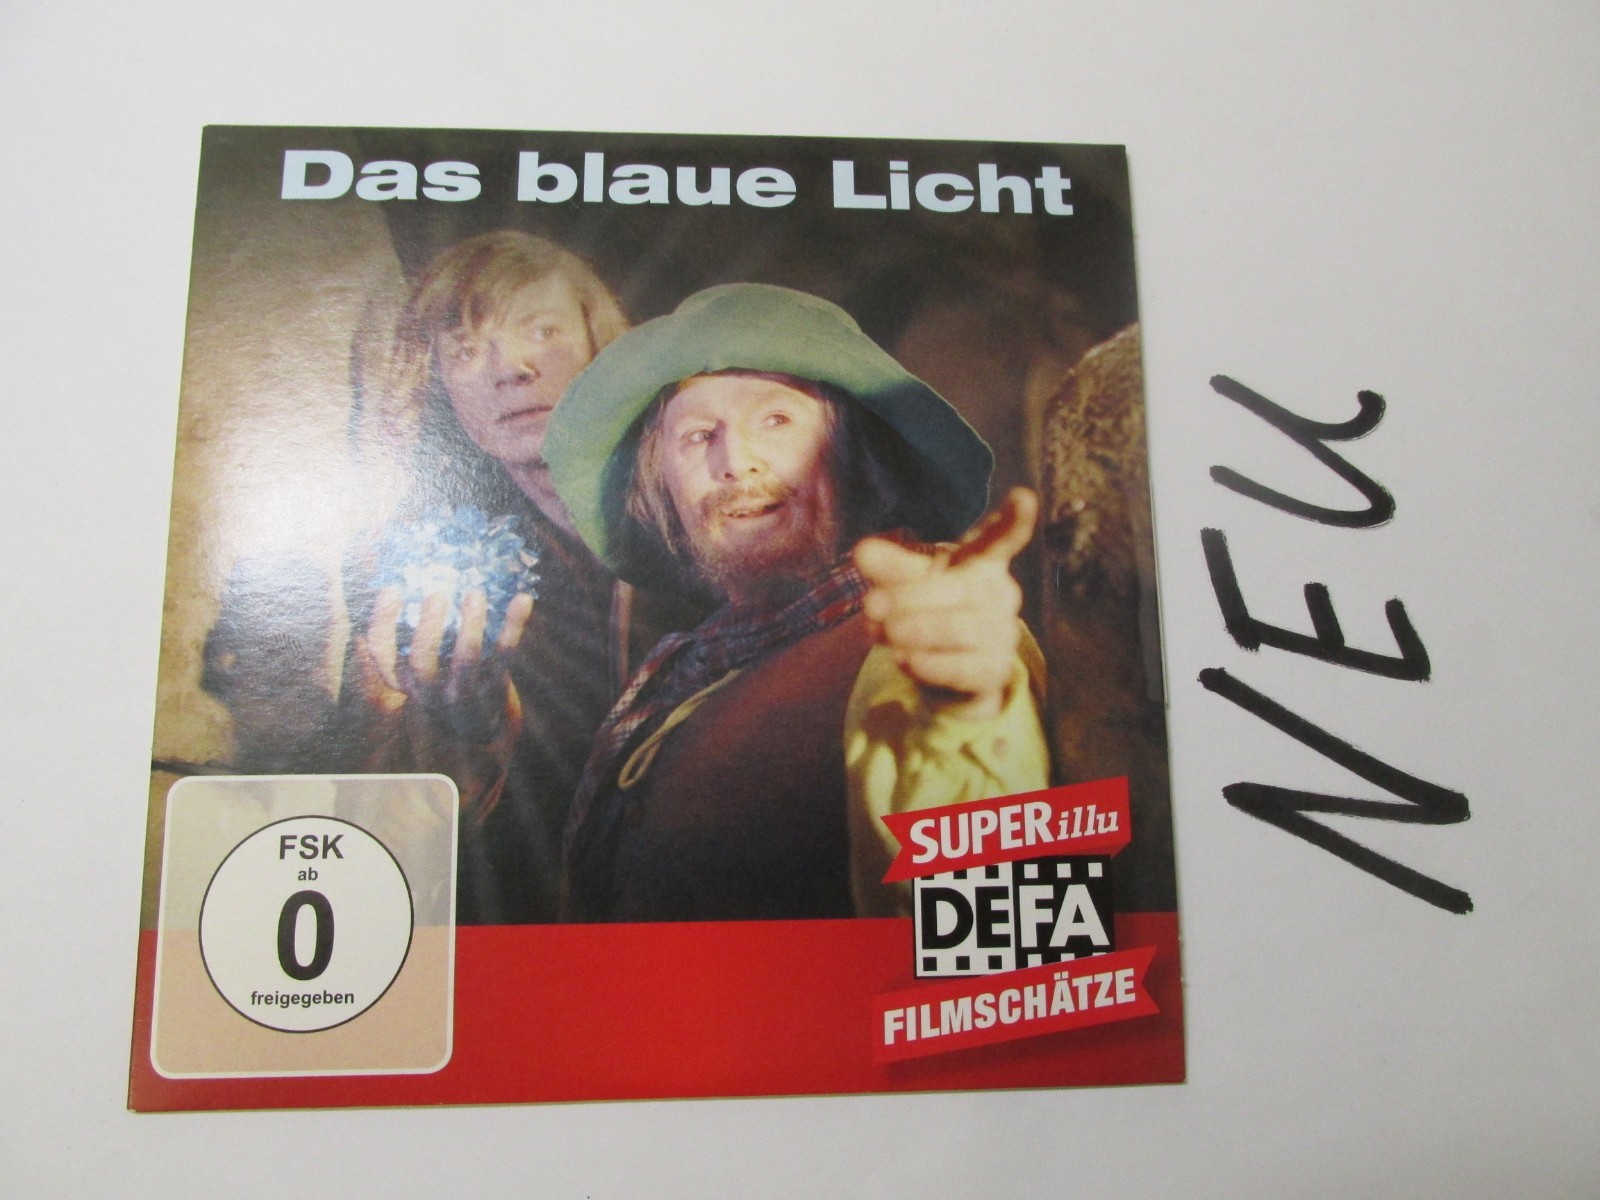 Das blaue Licht
FSK
ab
0
freigegeben
SUPERillu
DEFA
FILMSCHÄTZE
NEU